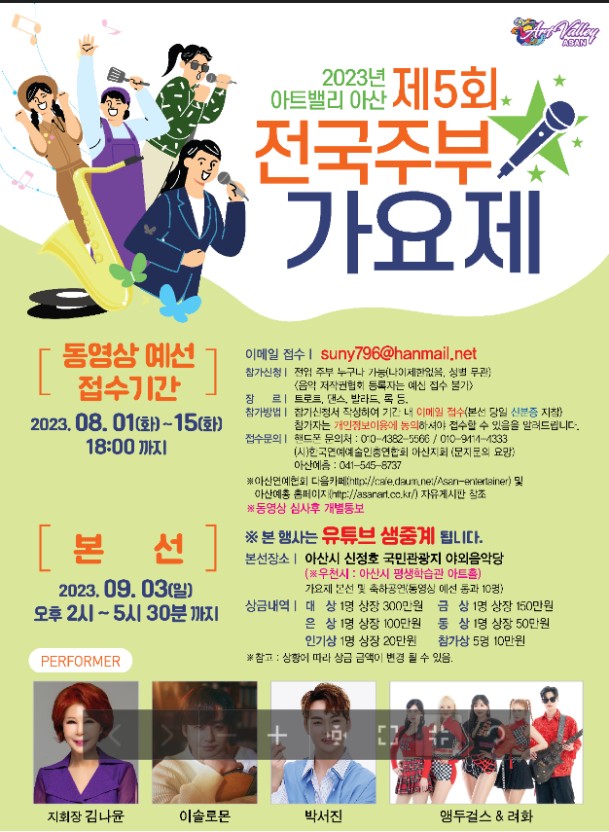 Art Valley
ASAN
2023년
아트밸리 아산 제5회
전국주부
가요제
동영상 예선
접수기간
2023. 08. 01(화) ~ 15(화)
18:00 까지
이메일 접수 | suny796@hanmail.net
참가신청 | 전업 주부 누구나 가능(나이제한없음, 성별 무관)
(음악 저작권협회 등록자는 예심 접수 불가)
장 르 | 트로트, 댄스, 발라드, 록 등.
참가방법 | 참가신청서 작성하여 기간 내 이메일 접수(본선 당일 신분증 지참)
참가자는 개인정보이용에 동의하셔야 접수할 수 있음을 알려드립니다.
접수문의 | 핸드폰 문의처 : 010-4382-5566 / 010-9414-4333
(사)한국연예예술인총연합회 아산지회 (문자문의 요망)
아산예총 : 041-545-8737
※아산연예협회 다음카페(http://cafe.daum.net/Asan-entertainer) 및
아산예총 홈페이지(http://asanart.co.kr/) 자유게시판 참조
※동영상 심사후 개별통보
본 선
2023. 09. 03(일)
오후 2시 ~ 5시 30분 까지
※ 본 행사는 유튜브 생중계 됩니다.
본선장소 | 아산시 신정호 국민관광지 야외음악당
(※우천시 : 아산시 평생학습관 아트홀)
가요제 본선 및 축하공연(동영상 예선 통과 10명)
상금내역 | 대 상 1명 상장 300만원 금 상 1명 상장 150만원
은 상 1명 상장 100만원 동 상 1명 상장 50만원
인기상 1명 상장 20만원 참가상 5명 10만원
※참고 : 상황에 따라 상금 금액이 변경 될 수 있음.
PERFORMER
지회장 김나윤
이솔로몬
박서진
앵두걸스 & 려화